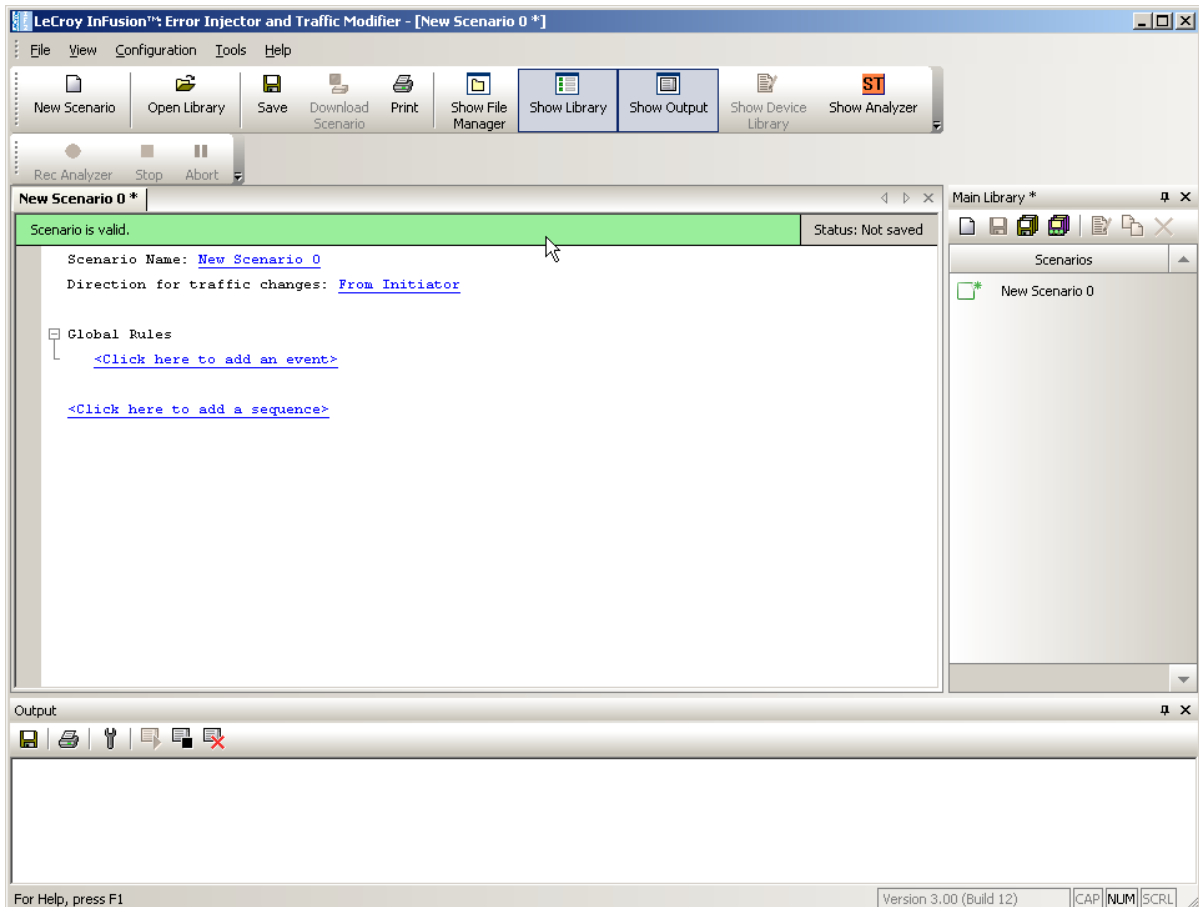 LeCroy InFusion™: Error Injector and Traffic Modifier - [New Scenario 0 *]
File View Configuration Tools Help
New Scenario Open Library Save Download Scenario Print Show File Manager Show Library Show Output Show Device Library ST Show Analyzer
Rec Analyzer Stop Abort
New Scenario 0 *
Main Library *
Scenario is valid.
Status: Not saved
Scenarios
Scenario Name: New Scenario 0
Direction for traffic changes: From Initiator
New Scenario 0
Global Rules
<Click here to add an event>
<Click here to add a sequence>
Output
For Help, press F1
Version 3.00 (Build 12)
CAP NUM SCRL